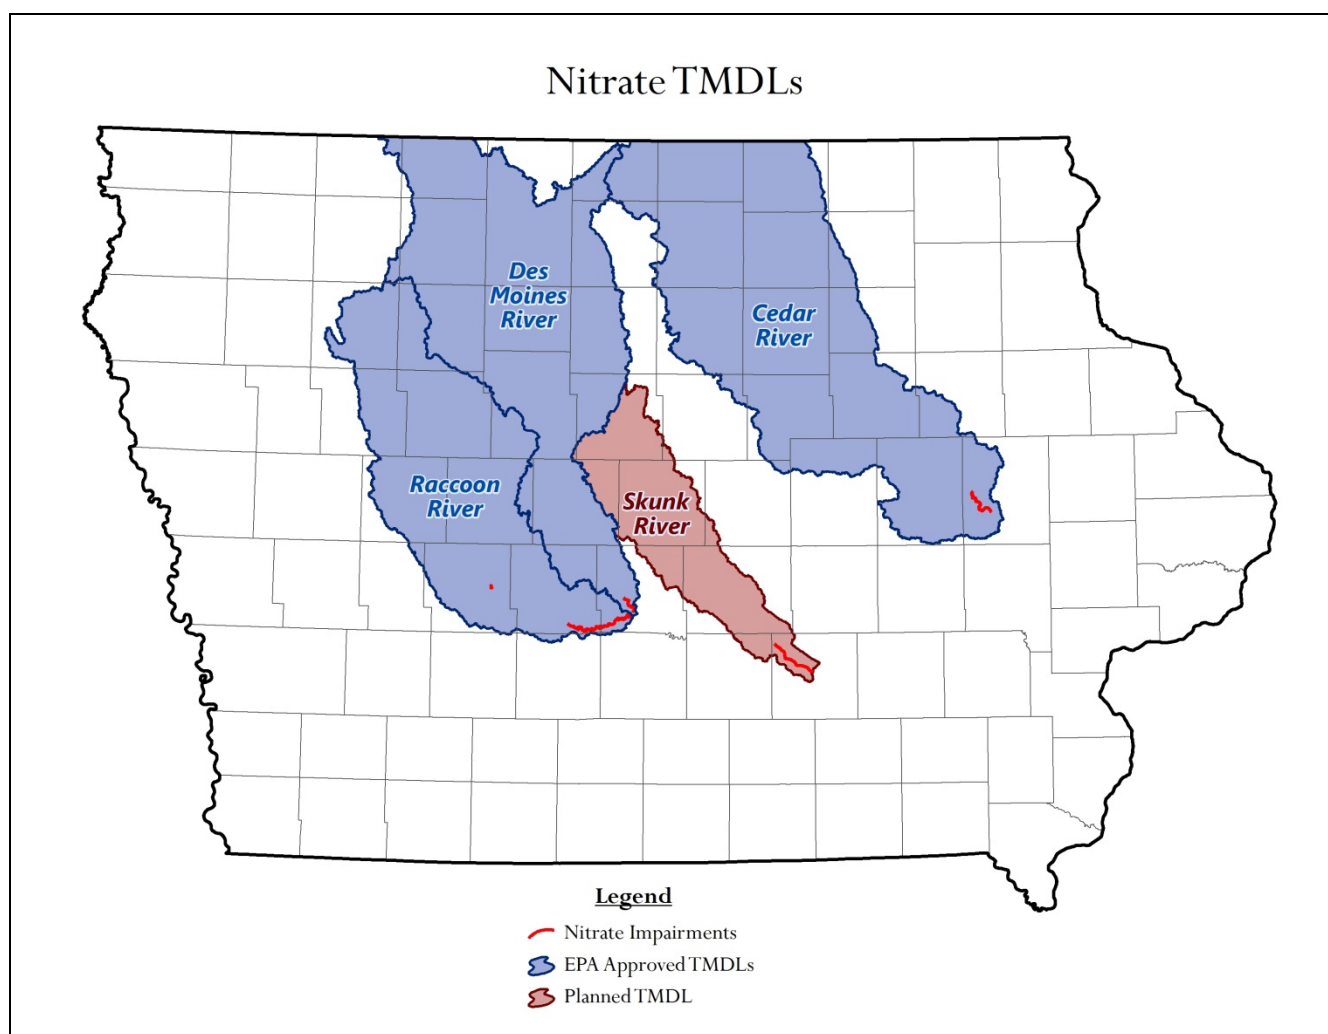 Nitrate TMDLs
Des
Moines
River
Cedar
River
Raccoon
River
Skunk
River
Legend
Nitrate Impairments
EPA Approved TMDLs
Planned TMDL